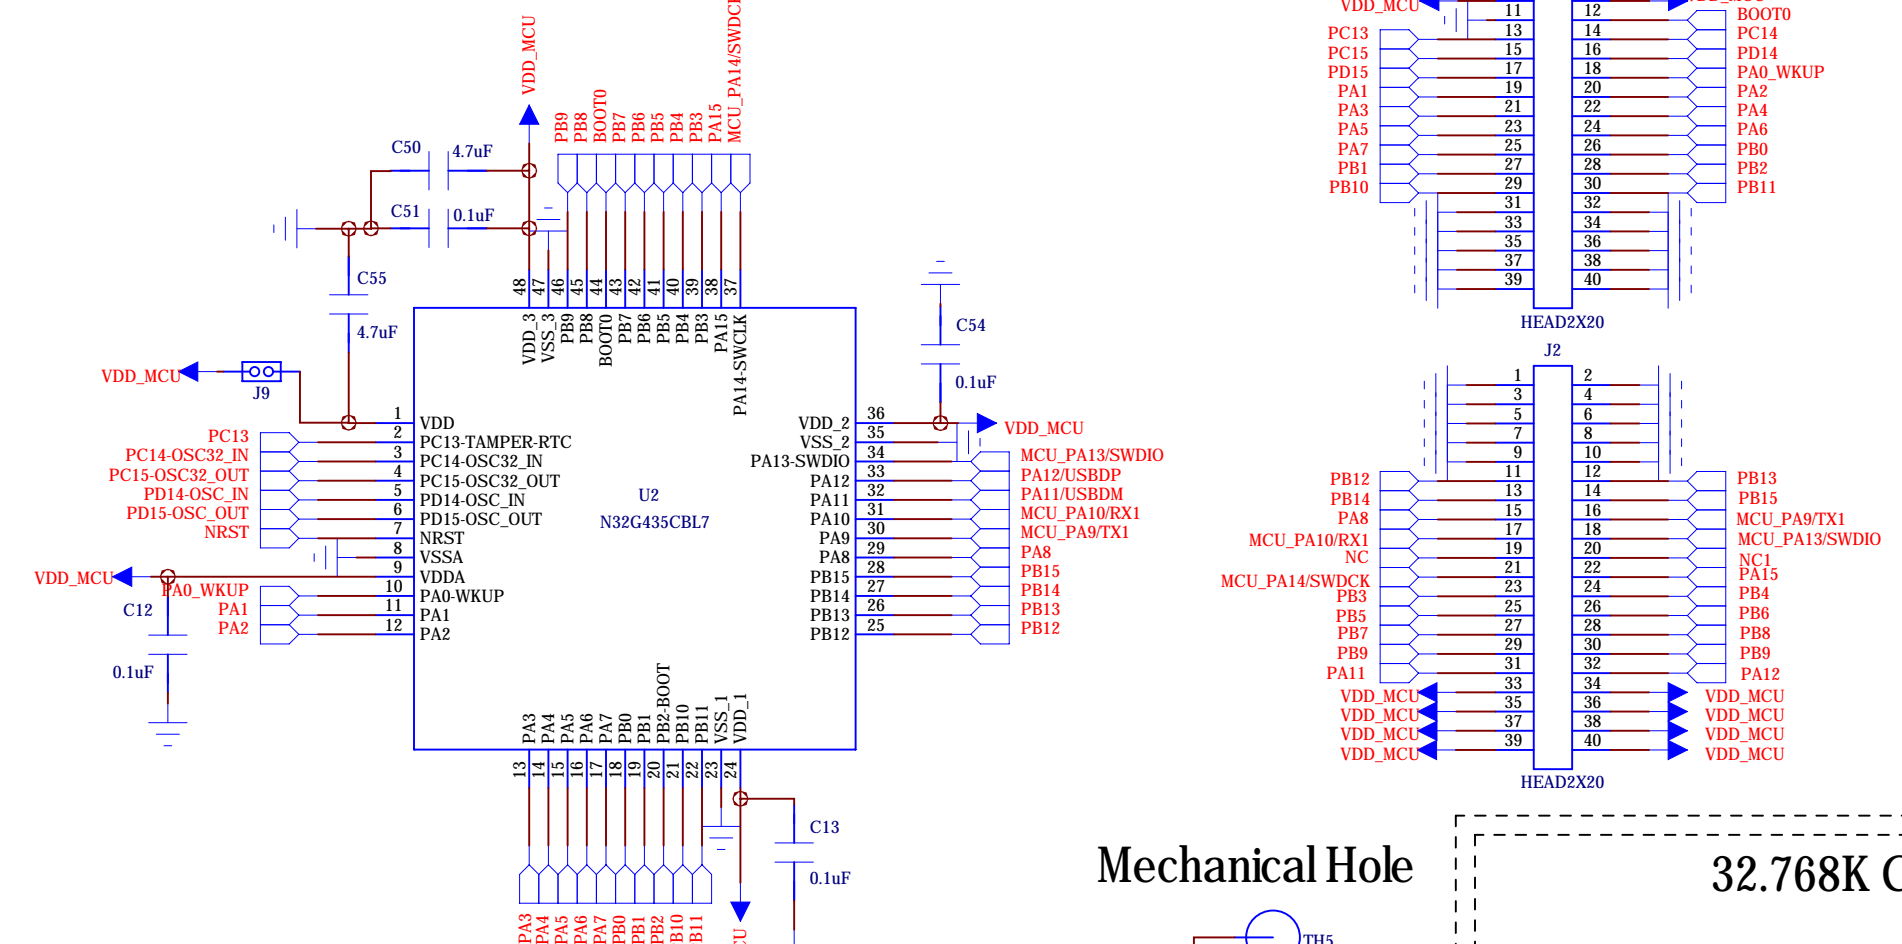 VDD_MCU
PB9
PB8
BOOT0
PB7
PB6
PB5
PB4
PB3
PA15
MCU_PA14/SWDCK
C50
4.7uF
C51
0.1uF
C55
4.7uF
48
47
46
45
44
43
42
41
40
39
38
37
VDD_3
VSS_3
PB9
PB8
BOOT0
PB7
PB6
PB5
PB4
PB3
PA15
PA14-SWCLK
VDD_MCU
J9
C54
0.1uF
1 VDD
PC13 2 PC13-TAMPER-RTC
PC14-OSC32_IN 3 PC14-OSC32_IN
PC15-OSC32_OUT 4 PC15-OSC32_OUT
PD14-OSC_IN 5 PD14-OSC_IN
PD15-OSC_OUT 6 PD15-OSC_OUT
NRST 7 NRST
8 VSSA
VDD_MCU 9 VDDA
PA0_WKUP 10 PA0-WKUP
PA1 11 PA1
PA2 12 PA2
C12
0.1uF
U2
N32G435CBL7
VDD_2 36 VDD_MCU
VSS_2 35
PA13-SWDIO 34 MCU_PA13/SWDIO
PA12 33 PA12/USBDP
PA11 32 PA11/USBDM
PA10 31 MCU_PA10/RX1
PA9 30 MCU_PA9/TX1
PA8 29 PA8
PB15 28 PB15
PB14 27 PB14
PB13 26 PB13
PB12 25 PB12
PA3
PA4
PA5
PA6
PA7
PB0
PB1
PB2-BOOT
PB10
PB11
VSS_1
VDD_1
13
14
15
16
17
18
19
20
21
22
23
24
C13
0.1uF
PA3
PA4
PA5
PA6
PA7
PB0
PB1
PB2
B10
B11
CU
VDD_MCU
11 12 BOOT0
PC13 13 14 PC14
PC15 15 16 PD14
PD15 17 18 PA0_WKUP
PA1 19 20 PA2
PA3 21 22 PA4
PA5 23 24 PA6
PA7 25 26 PB0
PB1 27 28 PB2
PB10 29 30 PB11
31 32
33 34
35 36
37 38
39 40
HEAD2X20
J2
1 2
3 4
5 6
7 8
9 10
PB12 11 12 PB13
PB14 13 14 PB15
PA8 15 16 MCU_PA9/TX1
MCU_PA10/RX1 17 18 MCU_PA13/SWDIO
NC 19 20 NC1
MCU_PA14/SWDCK 21 22 PA15
PB3 23 24 PB4
PB5 25 26 PB6
PB7 27 28 PB8
PB9 29 30 PB9
PA11 31 32 PA12
VDD_MCU 33 34 VDD_MCU
VDD_MCU 35 36 VDD_MCU
VDD_MCU 37 38 VDD_MCU
VDD_MCU 39 40 VDD_MCU
HEAD2X20
Mechanical Hole
TH5
32.768K C